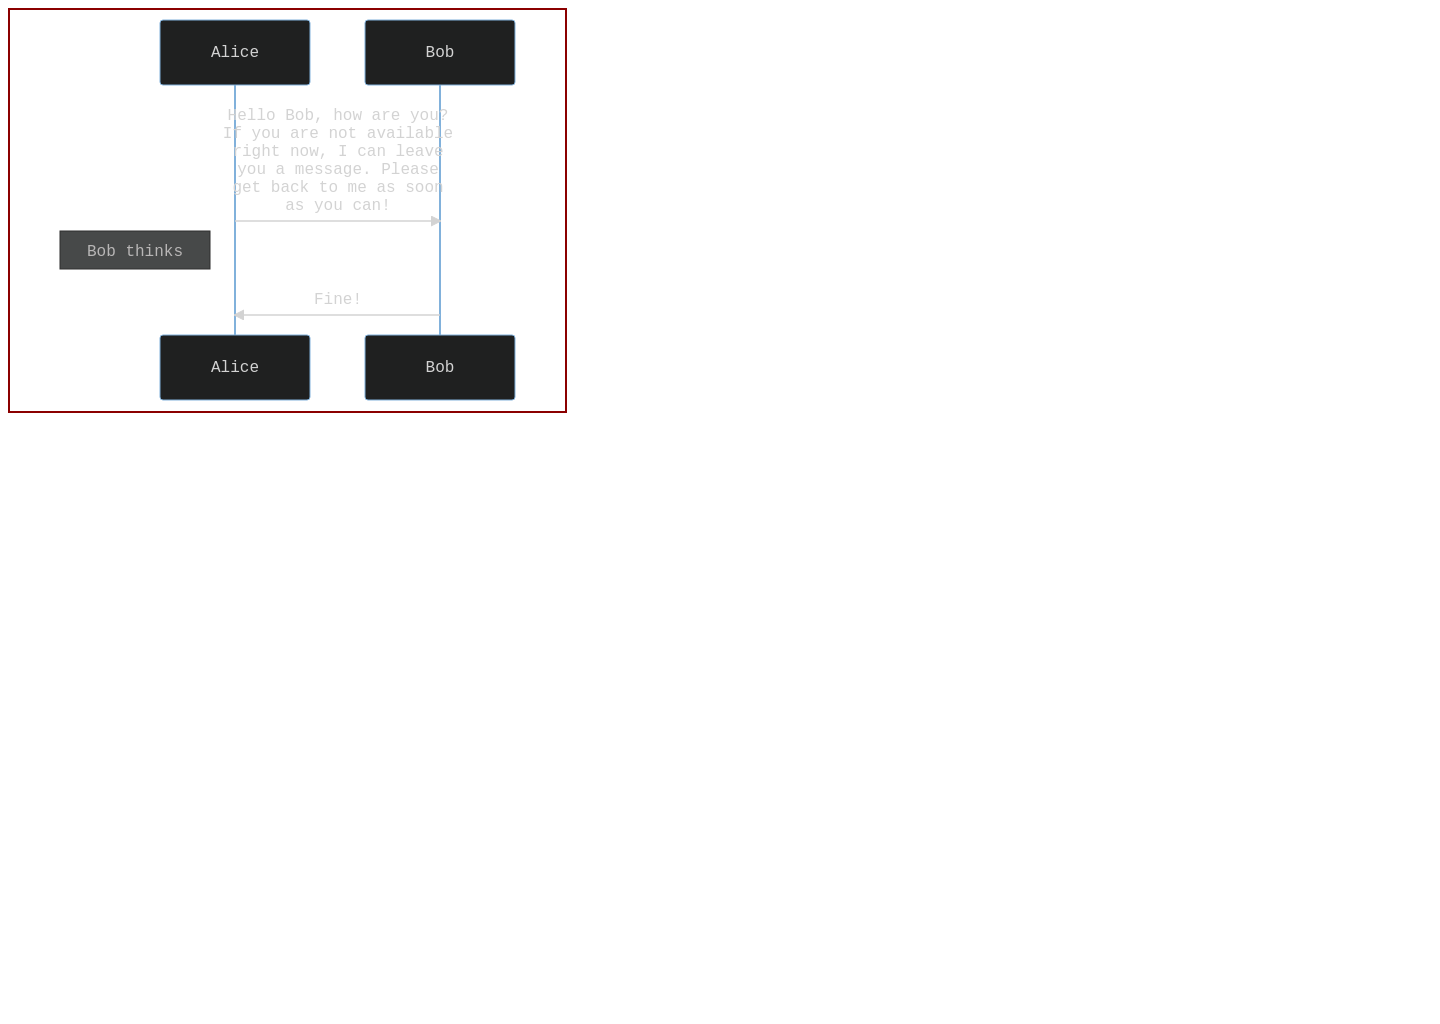 Alice
Bob
Hello Bob, how are you?
If you are not available
right now, I can leave
you a message. Please
get back to me as soon
as you can!
Bob thinks
Fine!
Alice
Bob